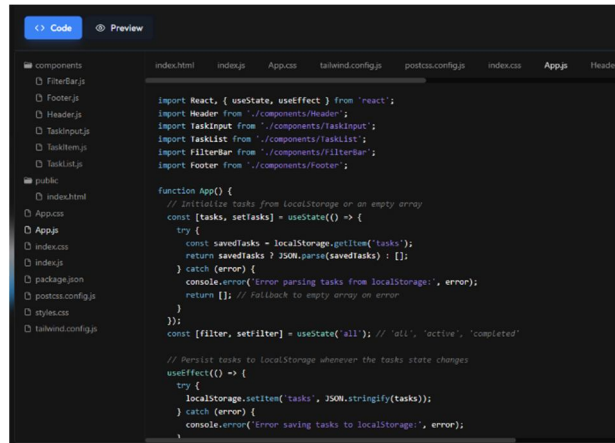 <> Code
Preview
components
FilterBar.js
Footer.js
Header.js
TaskInput.js
TaskItem.js
TaskList.js
public
index.html
App.css
App.js
index.css
index.js
package.json
postcss.config.js
styles.css
tailwind.config.js
index.html index.js App.css tailwind.config.js postcss.config.js index.css App.js Heade
import React, { useState, useEffect } from 'react';
import Header from './components/Header';
import TaskInput from './components/TaskInput';
import TaskList from './components/TaskList';
import FilterBar from './components/FilterBar';
import Footer from './components/Footer';
function App() {
// Initialize tasks from localStorage or an empty array
const [tasks, setTasks] = useState(() => {
try {
const savedTasks = localStorage.getItem('tasks');
return savedTasks ? JSON.parse(savedTasks) : [];
} catch (error) {
console.error('Error parsing tasks from localStorage:', error);
return []; // Fallback to empty array on error
}
});
const [filter, setFilter] = useState('all'); // 'all', 'active', 'completed'
// Persist tasks to localStorage whenever the tasks state changes
useEffect(() => {
try {
localStorage.setItem('tasks', JSON.stringify(tasks));
} catch (error) {
console.error('Error saving tasks to localStorage:', error);
}